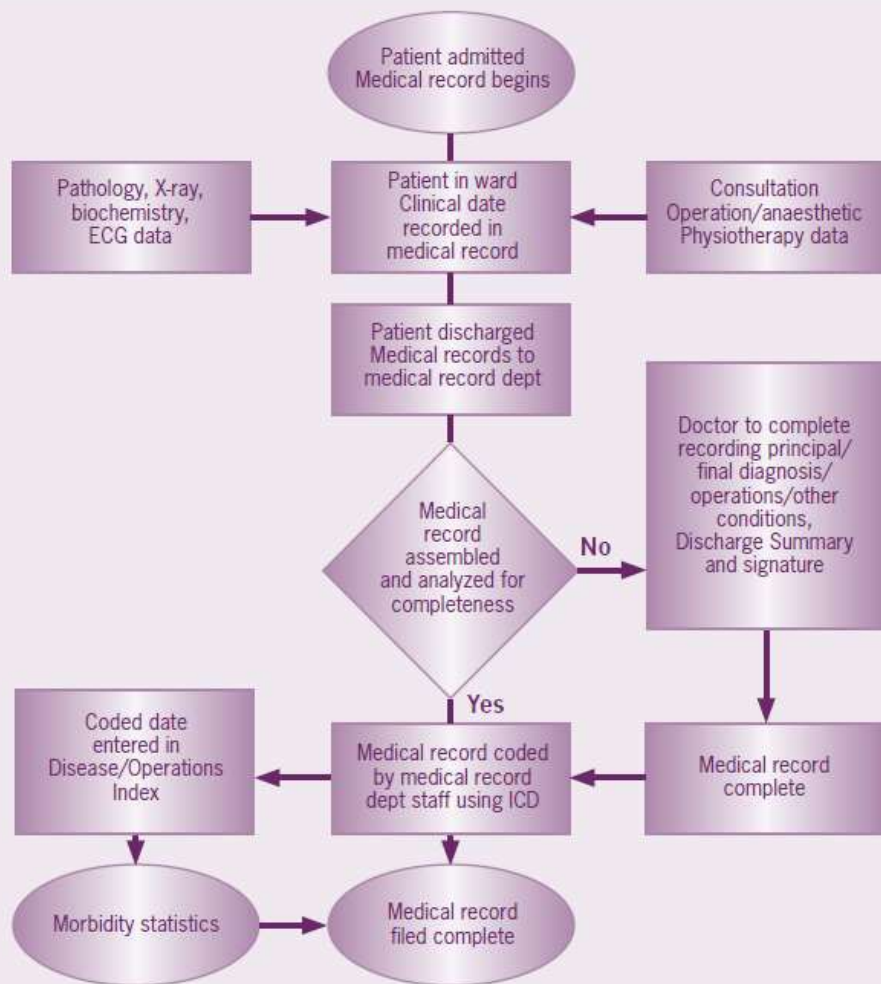 Patient admitted
Medical record begins
Pathology, X-ray,
biochemistry,
ECG data
Patient in ward
Clinical date
recorded in
medical record
Consultation
Operation/anaesthetic
Physiotherapy data
Patient discharged
Medical records to
medical record dept
Doctor to complete
recording principal/
final diagnosis/
operations/other
conditions,
Discharge Summary
and signature
Medical
record
assembled
and analyzed for
completeness
No
Yes
Coded date
entered in
Disease/Operations
Index
Medical record coded
by medical record
dept staff using ICD
Medical record
complete
Morbidity statistics
Medical record
filed complete